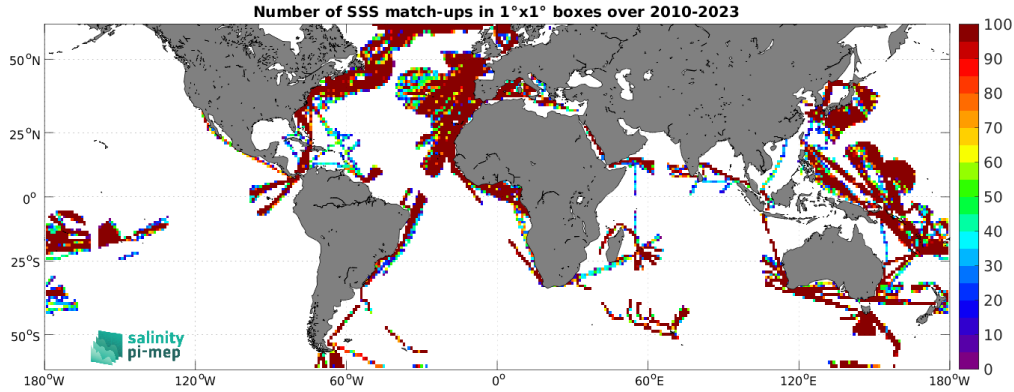 Number of SSS match-ups in 1°x1° boxes over 2010-2023
100
90
80
70
60
50
40
30
20
10
0
50°N
25°N
0°
25°S
50°S
180°W
120°W
60°W
0°
60°E
120°E
180°W
salinity
pi-mep